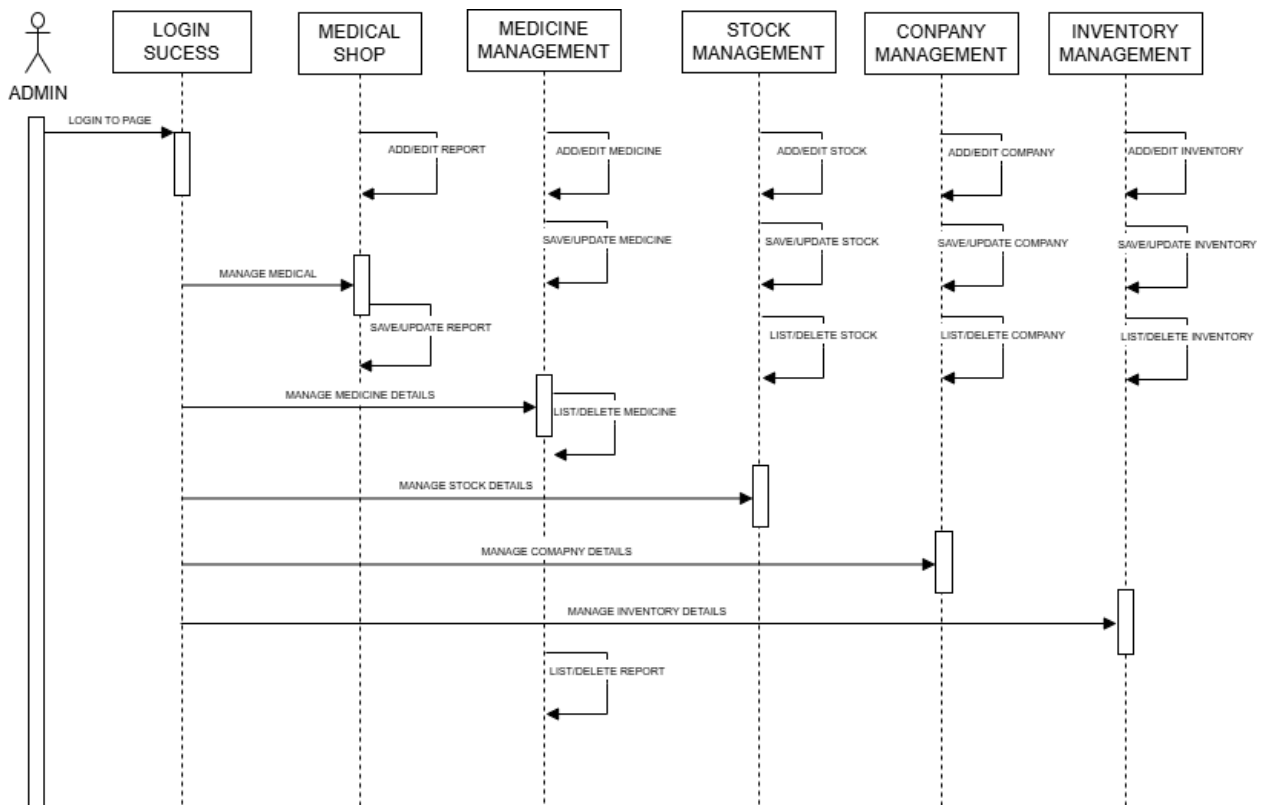 LOGIN
SUCESS
MEDICAL
SHOP
MEDICINE
MANAGEMENT
STOCK
MANAGEMENT
CONPANY
MANAGEMENT
INVENTORY
MANAGEMENT
ADMIN
LOGIN TO PAGE
ADD/EDIT REPORT
ADD/EDIT MEDICINE
ADD/EDIT STOCK
ADD/EDIT COMPANY
ADD/EDIT INVENTORY
SAVE/UPDATE MEDICINE
SAVE/UPDATE STOCK
SAVE/UPDATE COMPANY
SAVE/UPDATE INVENTORY
MANAGE MEDICAL
SAVE/UPDATE REPORT
LIST/DELETE STOCK
LIST/DELETE COMPANY
LIST/DELETE INVENTORY
MANAGE MEDICINE DETAILS
LIST/DELETE MEDICINE
MANAGE STOCK DETAILS
MANAGE COMAPNY DETAILS
MANAGE INVENTORY DETAILS
LIST/DELETE REPORT